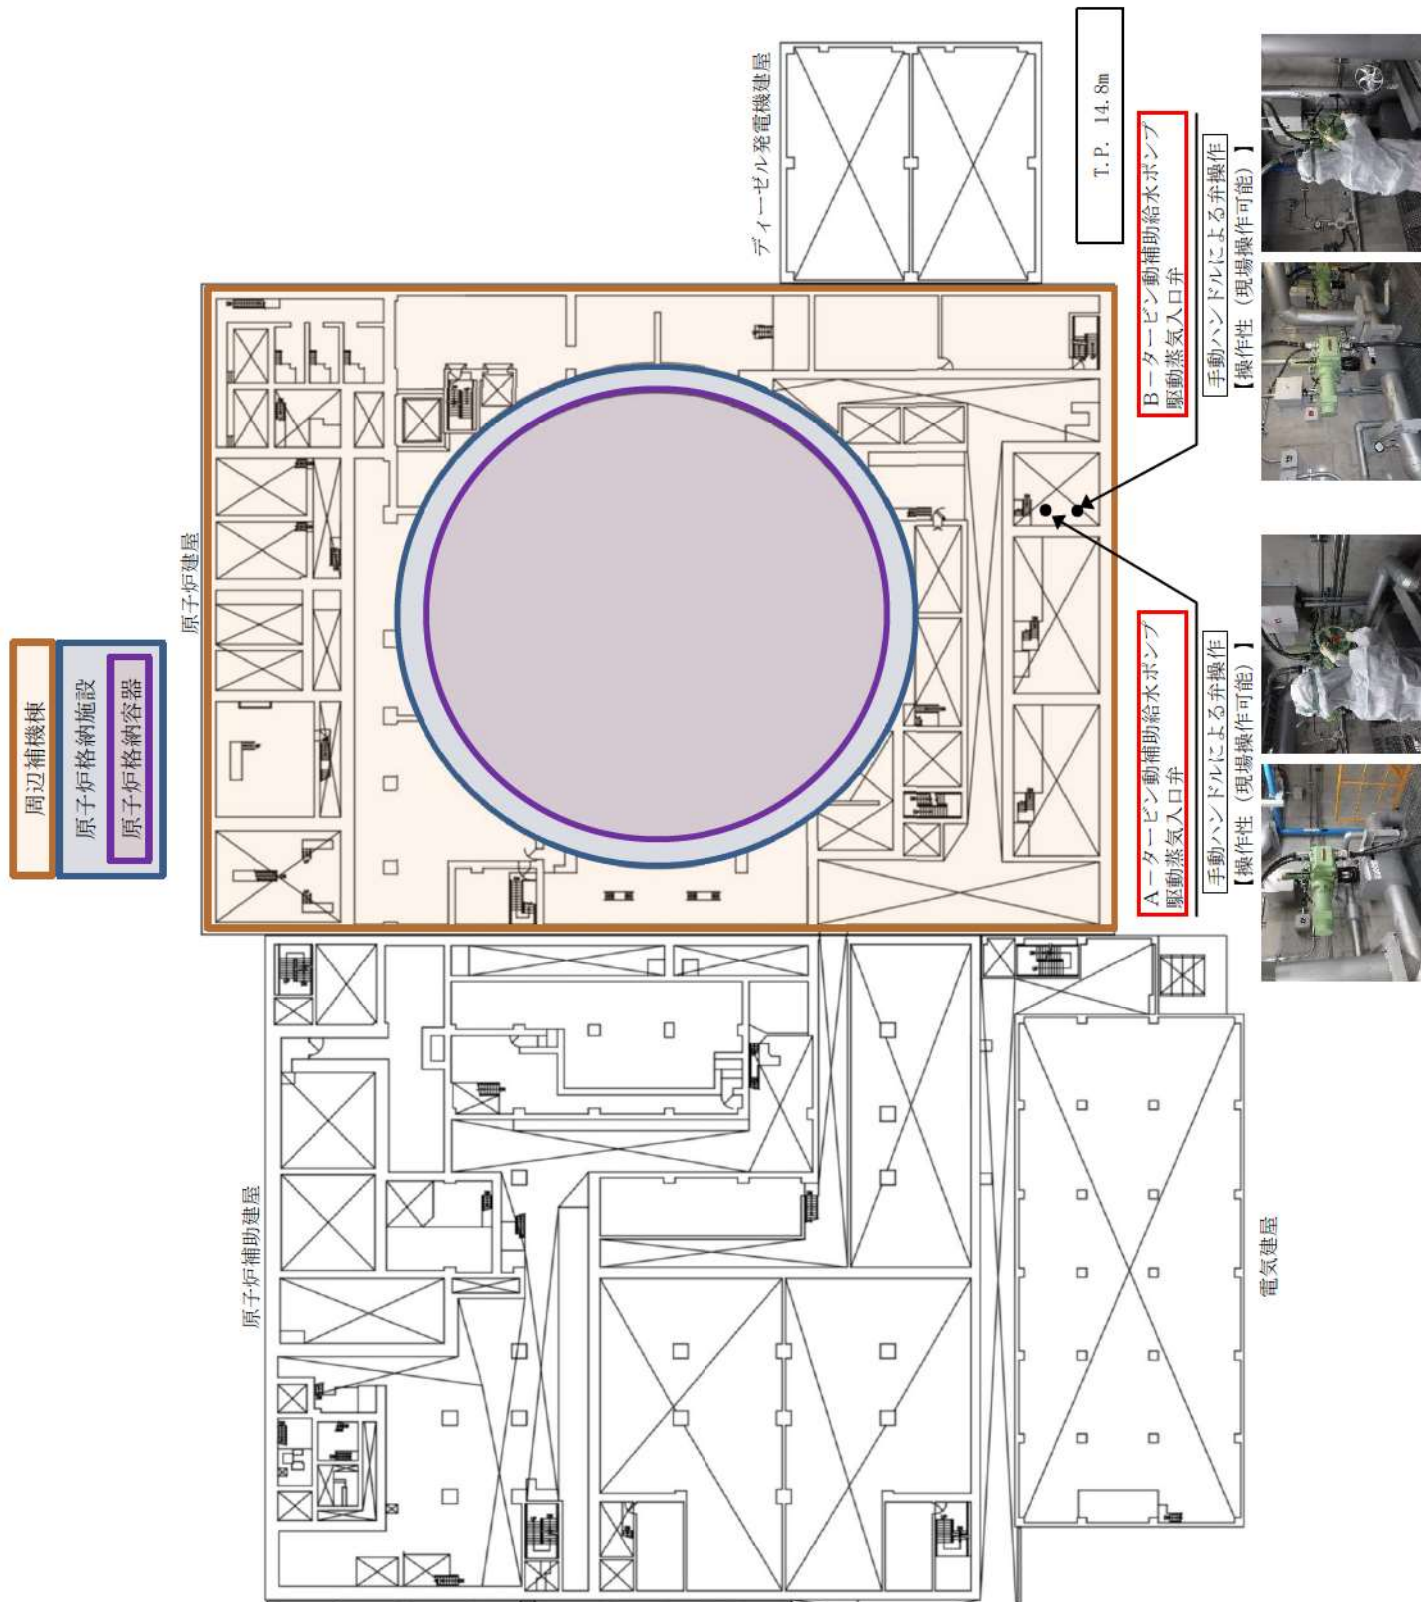 周辺補機棟
原子炉格納施設
原子炉格納容器
原子炉建屋
ディーゼル発電機建屋
T.P. 14.8m
原子炉補助建屋
電気建屋
A-タービン動補助給水ポンプ
駆動蒸気入口弁
手動ハンドルによる弁操作
【操作性(現場操作可能)】
B-タービン動補助給水ポンプ
駆動蒸気入口弁
手動ハンドルによる弁操作
【操作性(現場操作可能)】